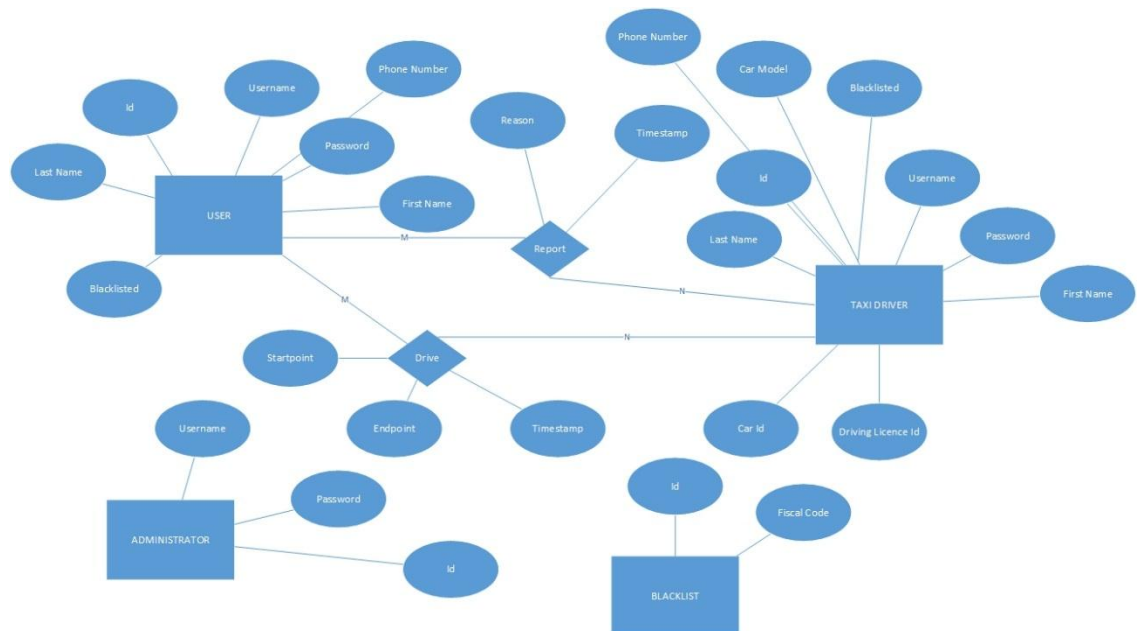 Phone Number
Car Model
Blacklisted
Phone Number
Username
Id
Reason
Timestamp
Password
Last Name
Id
Username
USER
First Name
Last Name
Password
M
Report
Blacklisted
N
TAXI DRIVER
First Name
M
N
Startpoint
Drive
Username
Endpoint
Timestamp
Car Id
Driving Licence Id
Password
Id
Fiscal Code
ADMINISTRATOR
Id
BLACKLIST